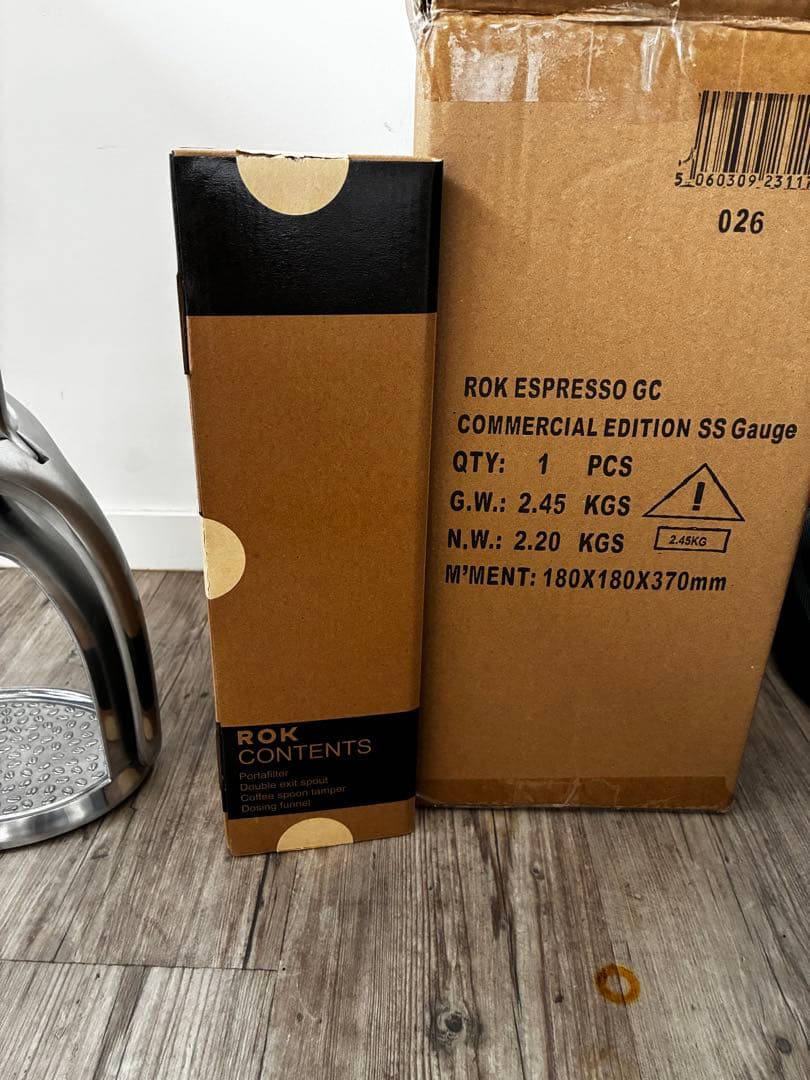 ROK
CONTENTS
Portafilter
Double exit spout
Coffee spoon tamper
Dosing funnel
5 060309 23117
026
ROK ESPRESSO GC
COMMERCIAL EDITION SS Gauge
QTY: 1 PCS
G.W.: 2.45 KGS
N.W.: 2.20 KGS
!
2.45KG
M'MENT: 180X180X370mm